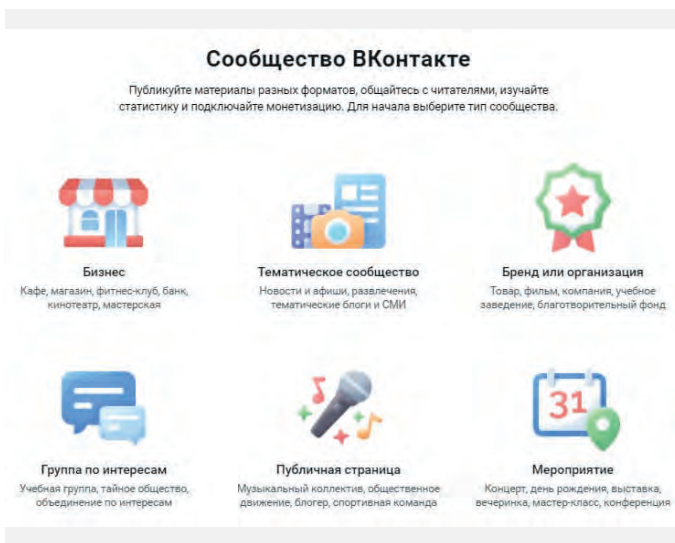 Сообщество ВКонтакте
Публикуйте материалы разных форматов, общайтесь с читателями, изучайте
статистику и подключайте монетизацию. Для начала выберите тип сообщества.
Бизнес
Кафе, магазин, фитнес-клуб, банк,
кинотеатр, мастерская
Тематическое сообщество
Новости и афиши, развлечения,
тематические блоги и СМИ
Бренд или организация
Товар, фильм, компания, учебное
заведение, благотворительный фонд
31
Группа по интересам
Учебная группа, тайное общество,
объединение по интересам
Публичная страница
Музыкальный коллектив, общественное
движение, блогер, спортивная команда
Мероприятие
Концерт, день рождения, выставка,
вечеринка, мастер-класс, конференция